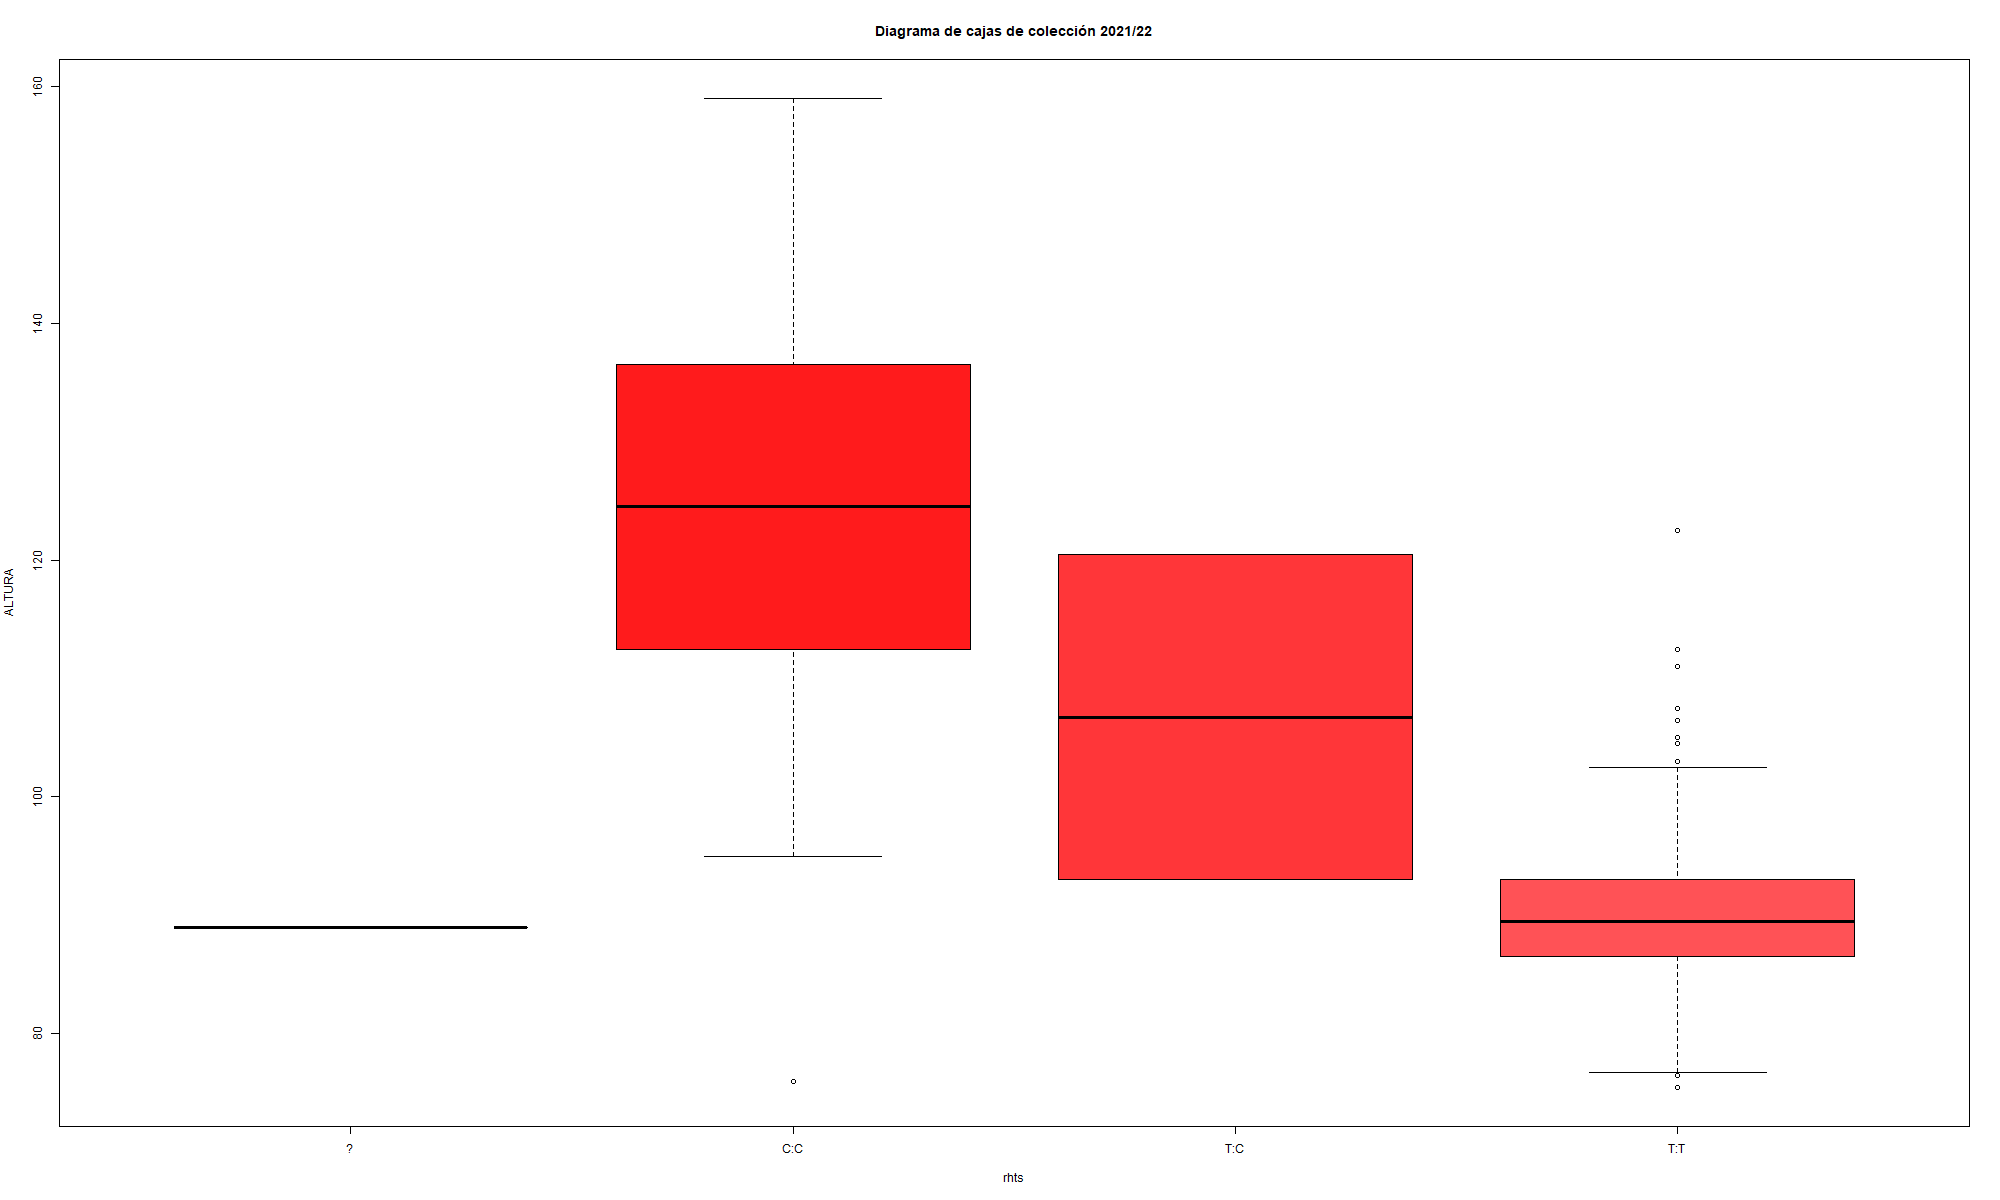 Diagrama de cajas de colección 2021/22
160
140
120
100
80
ALTURA
? C:C T:C T:T
rhts